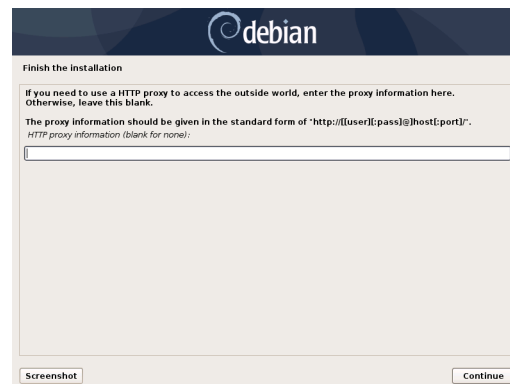 debian
Finish the installation
If you need to use a HTTP proxy to access the outside world, enter the proxy information here.
Otherwise, leave this blank.
The proxy information should be given in the standard form of "http://[[user][:pass]@]host[:port]/".
HTTP proxy information (blank for none):
Screenshot
Continue